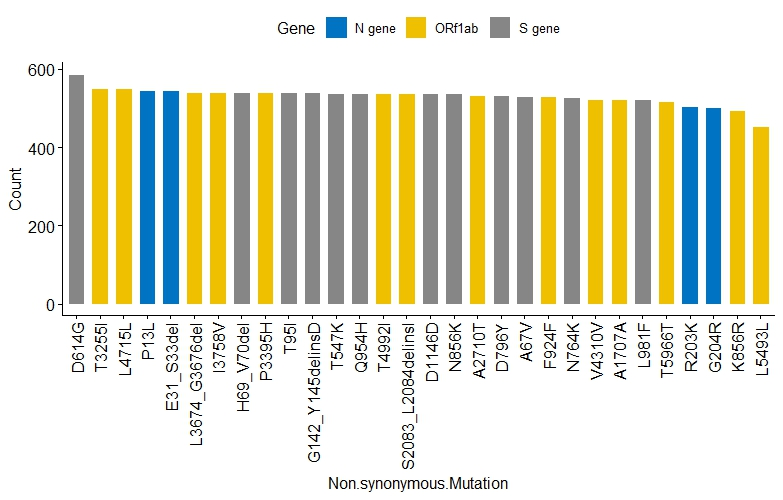 Gene N gene ORf1ab S gene
600
400
200
0
Count
D614G
T3255I
L4715L
P13L
E31_S33del
L3674_G3676del
I3758V
H69_V70del
P3395H
T95I
G142_Y145delinsD
T547K
Q954H
T4992I
S2083_L2084delinsI
D1146D
N856K
A2710T
D796Y
A67V
F924F
N764K
V4310V
A1707A
L981F
T5966T
R203K
G204R
K856R
L5493L
Non.synonymous.Mutation